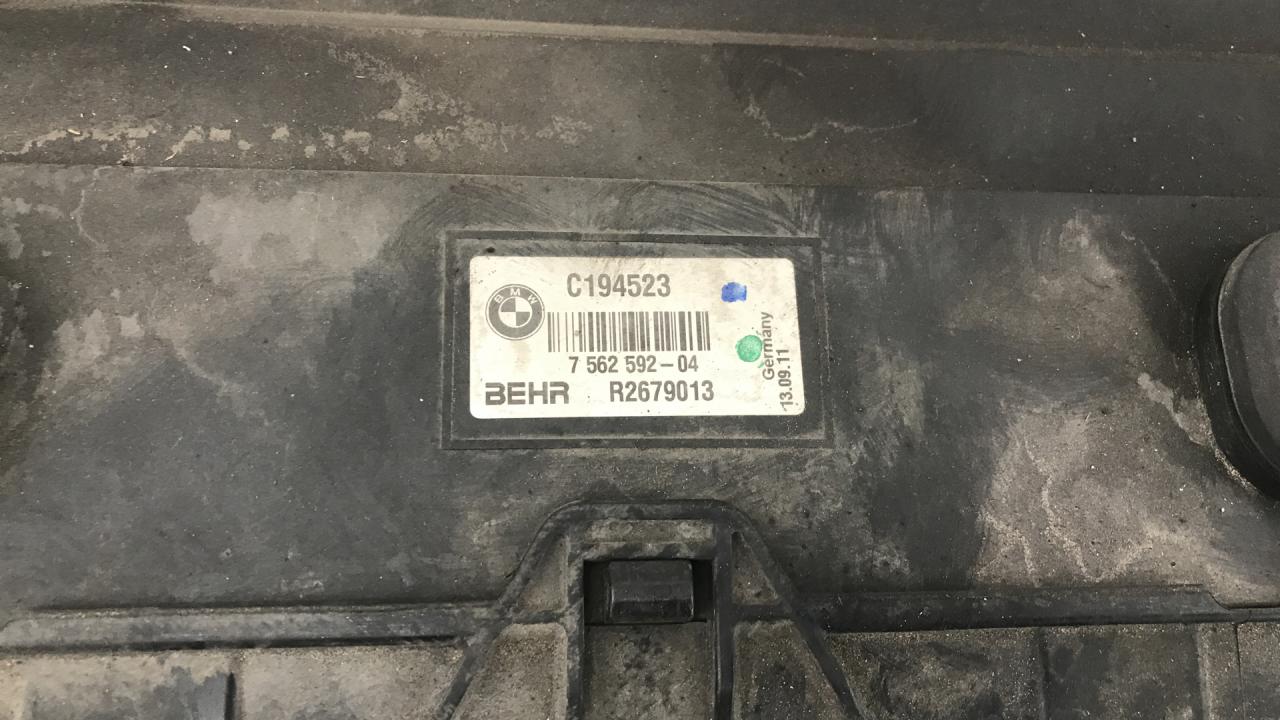 C194523
BMW
7 562 592-04
BEHR R2679013
Germany
13.09.11